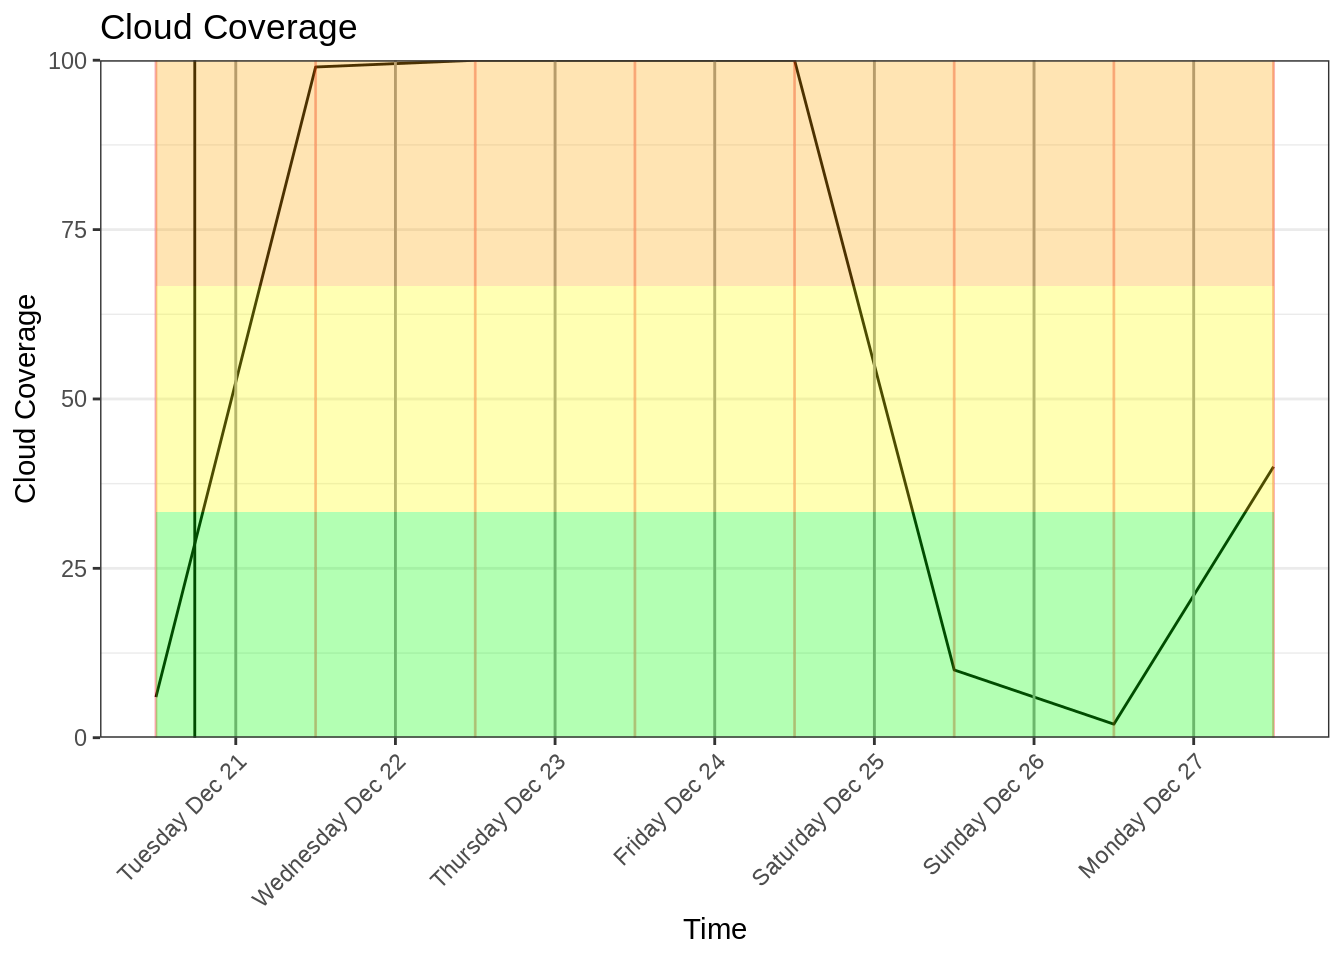 Cloud Coverage
100
75
50
25
0
Cloud Coverage
Tuesday Dec 21
Wednesday Dec 22
Thursday Dec 23
Friday Dec 24
Saturday Dec 25
Sunday Dec 26
Monday Dec 27
Time